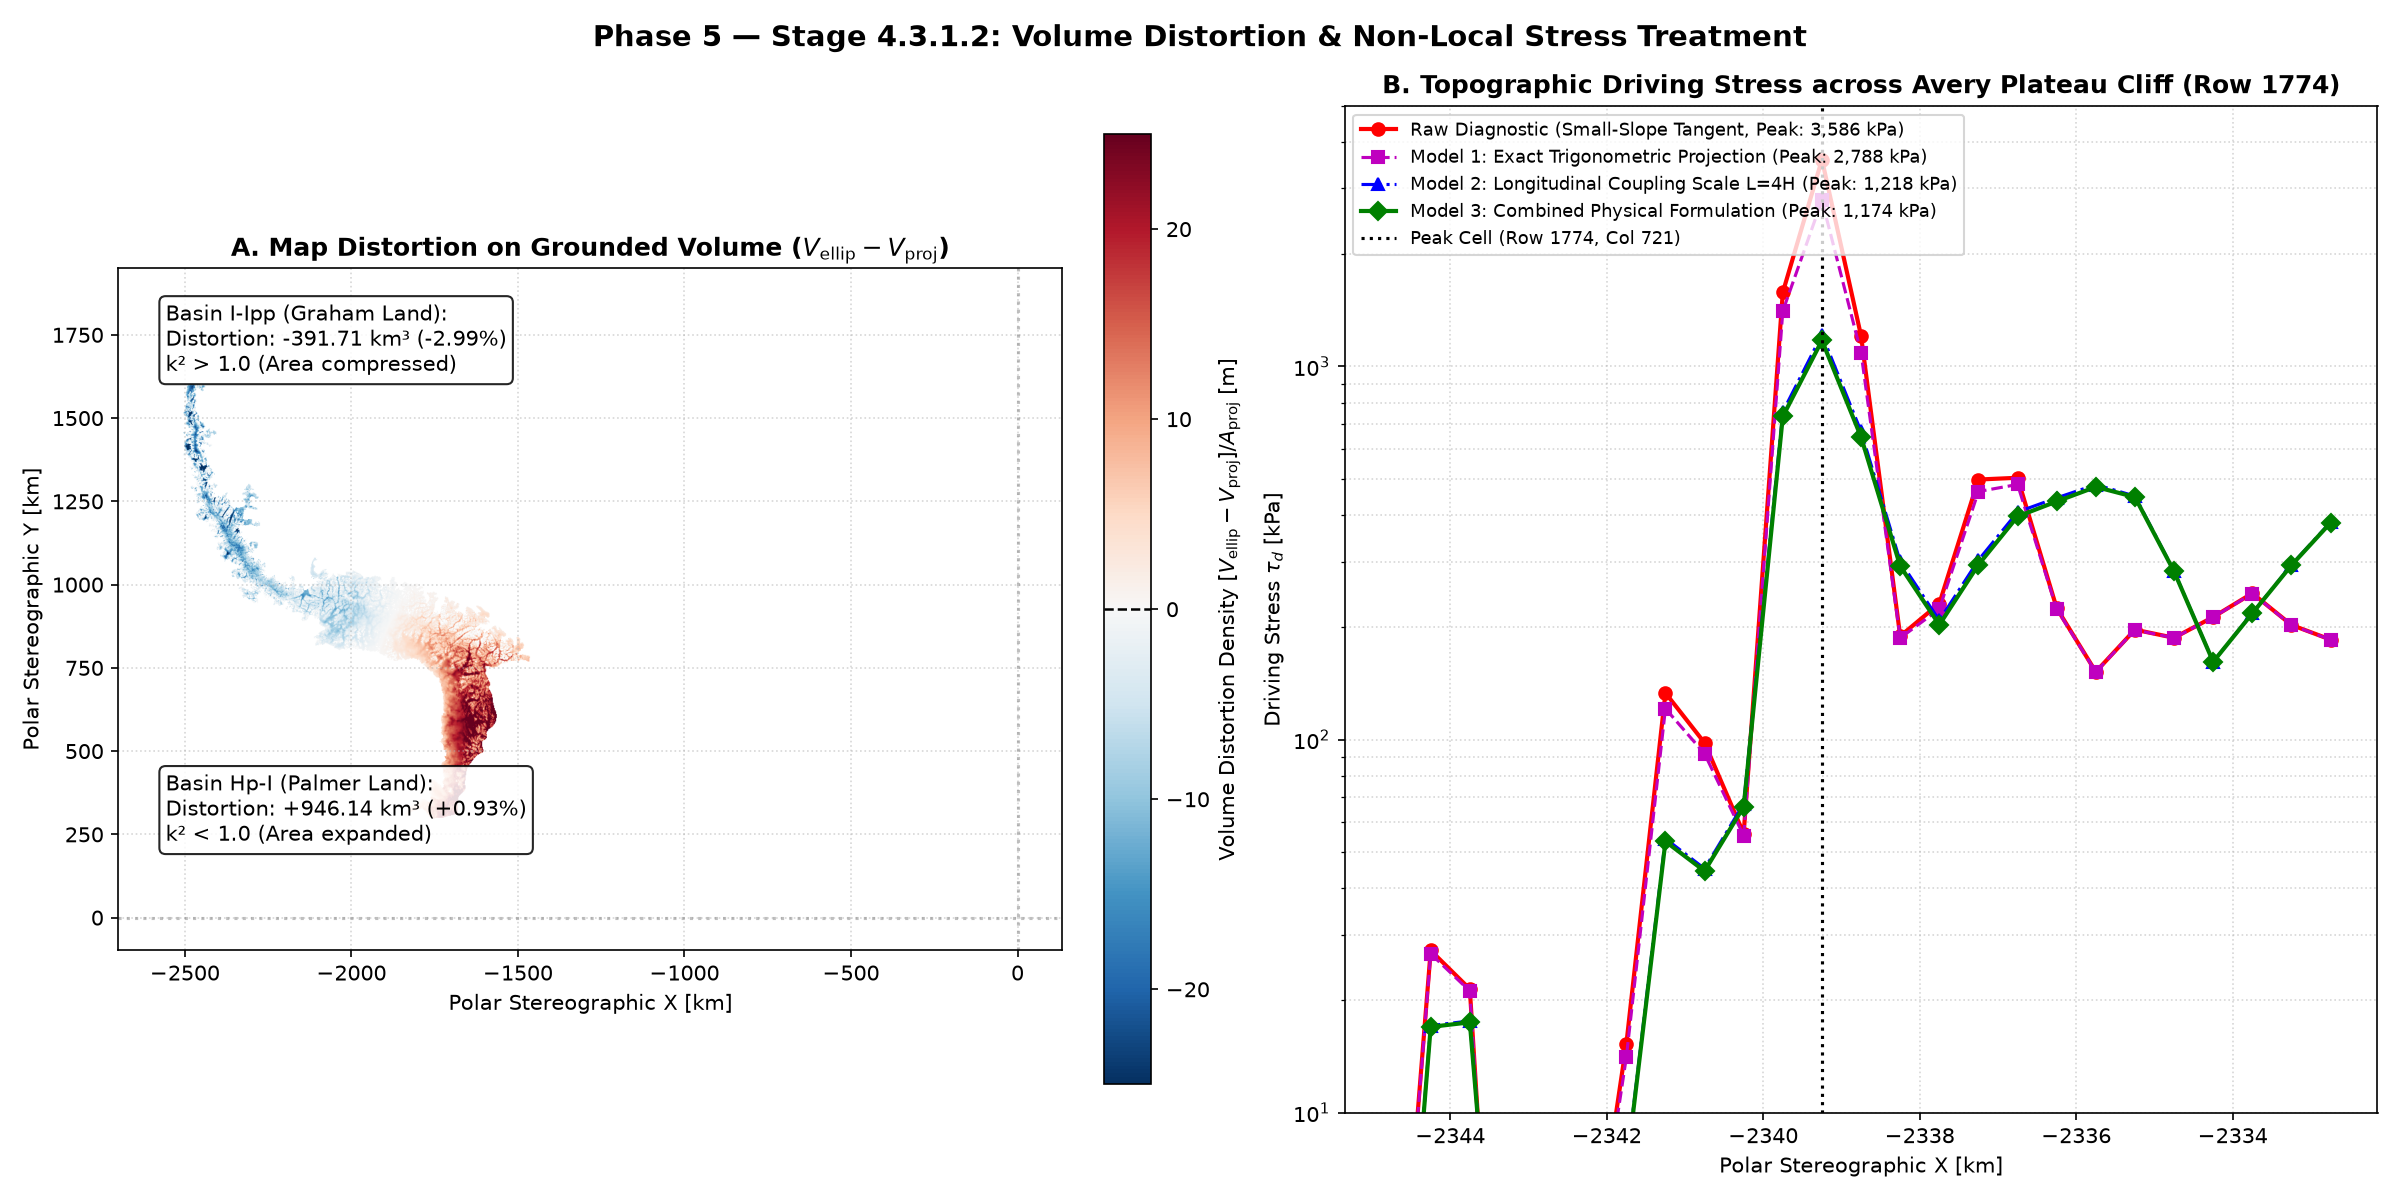 Phase 5 — Stage 4.3.1.2: Volume Distortion & Non-Local Stress Treatment
A. Map Distortion on Grounded Volume (V_ellip − V_proj)
Basin I-Ipp (Graham Land):
Distortion: -391.71 km³ (-2.99%)
k² > 1.0 (Area compressed)
Basin Hp-I (Palmer Land):
Distortion: +946.14 km³ (+0.93%)
k² < 1.0 (Area expanded)
Polar Stereographic Y [km]
1750
1500
1250
1000
750
500
250
0
−2500
−2000
−1500
−1000
−500
0
Polar Stereographic X [km]
20
10
0
−10
−20
Volume Distortion Density [V_ellip − V_proj]/A_proj [m]
B. Topographic Driving Stress across Avery Plateau Cliff (Row 1774)
Raw Diagnostic (Small-Slope Tangent, Peak: 3,586 kPa)
Model 1: Exact Trigonometric Projection (Peak: 2,788 kPa)
Model 2: Longitudinal Coupling Scale L=4H (Peak: 1,218 kPa)
Model 3: Combined Physical Formulation (Peak: 1,174 kPa)
Peak Cell (Row 1774, Col 721)
Driving Stress τ_d [kPa]
10³
10²
10¹
−2344
−2342
−2340
−2338
−2336
−2334
Polar Stereographic X [km]